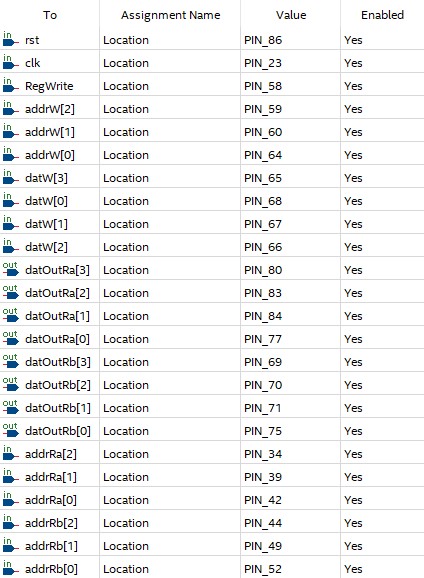 To Assignment Name Value Enabled
in rst Location PIN_86 Yes
in clk Location PIN_23 Yes
in RegWrite Location PIN_58 Yes
in addrW[2] Location PIN_59 Yes
in addrW[1] Location PIN_60 Yes
in addrW[0] Location PIN_64 Yes
in datW[3] Location PIN_65 Yes
in datW[0] Location PIN_68 Yes
in datW[1] Location PIN_67 Yes
in datW[2] Location PIN_66 Yes
out datOutRa[3] Location PIN_80 Yes
out datOutRa[2] Location PIN_83 Yes
out datOutRa[1] Location PIN_84 Yes
out datOutRa[0] Location PIN_77 Yes
out datOutRb[3] Location PIN_69 Yes
out datOutRb[2] Location PIN_70 Yes
out datOutRb[1] Location PIN_71 Yes
out datOutRb[0] Location PIN_75 Yes
in addrRa[2] Location PIN_34 Yes
in addrRa[1] Location PIN_39 Yes
in addrRa[0] Location PIN_42 Yes
in addrRb[2] Location PIN_44 Yes
in addrRb[1] Location PIN_49 Yes
in addrRb[0] Location PIN_52 Yes